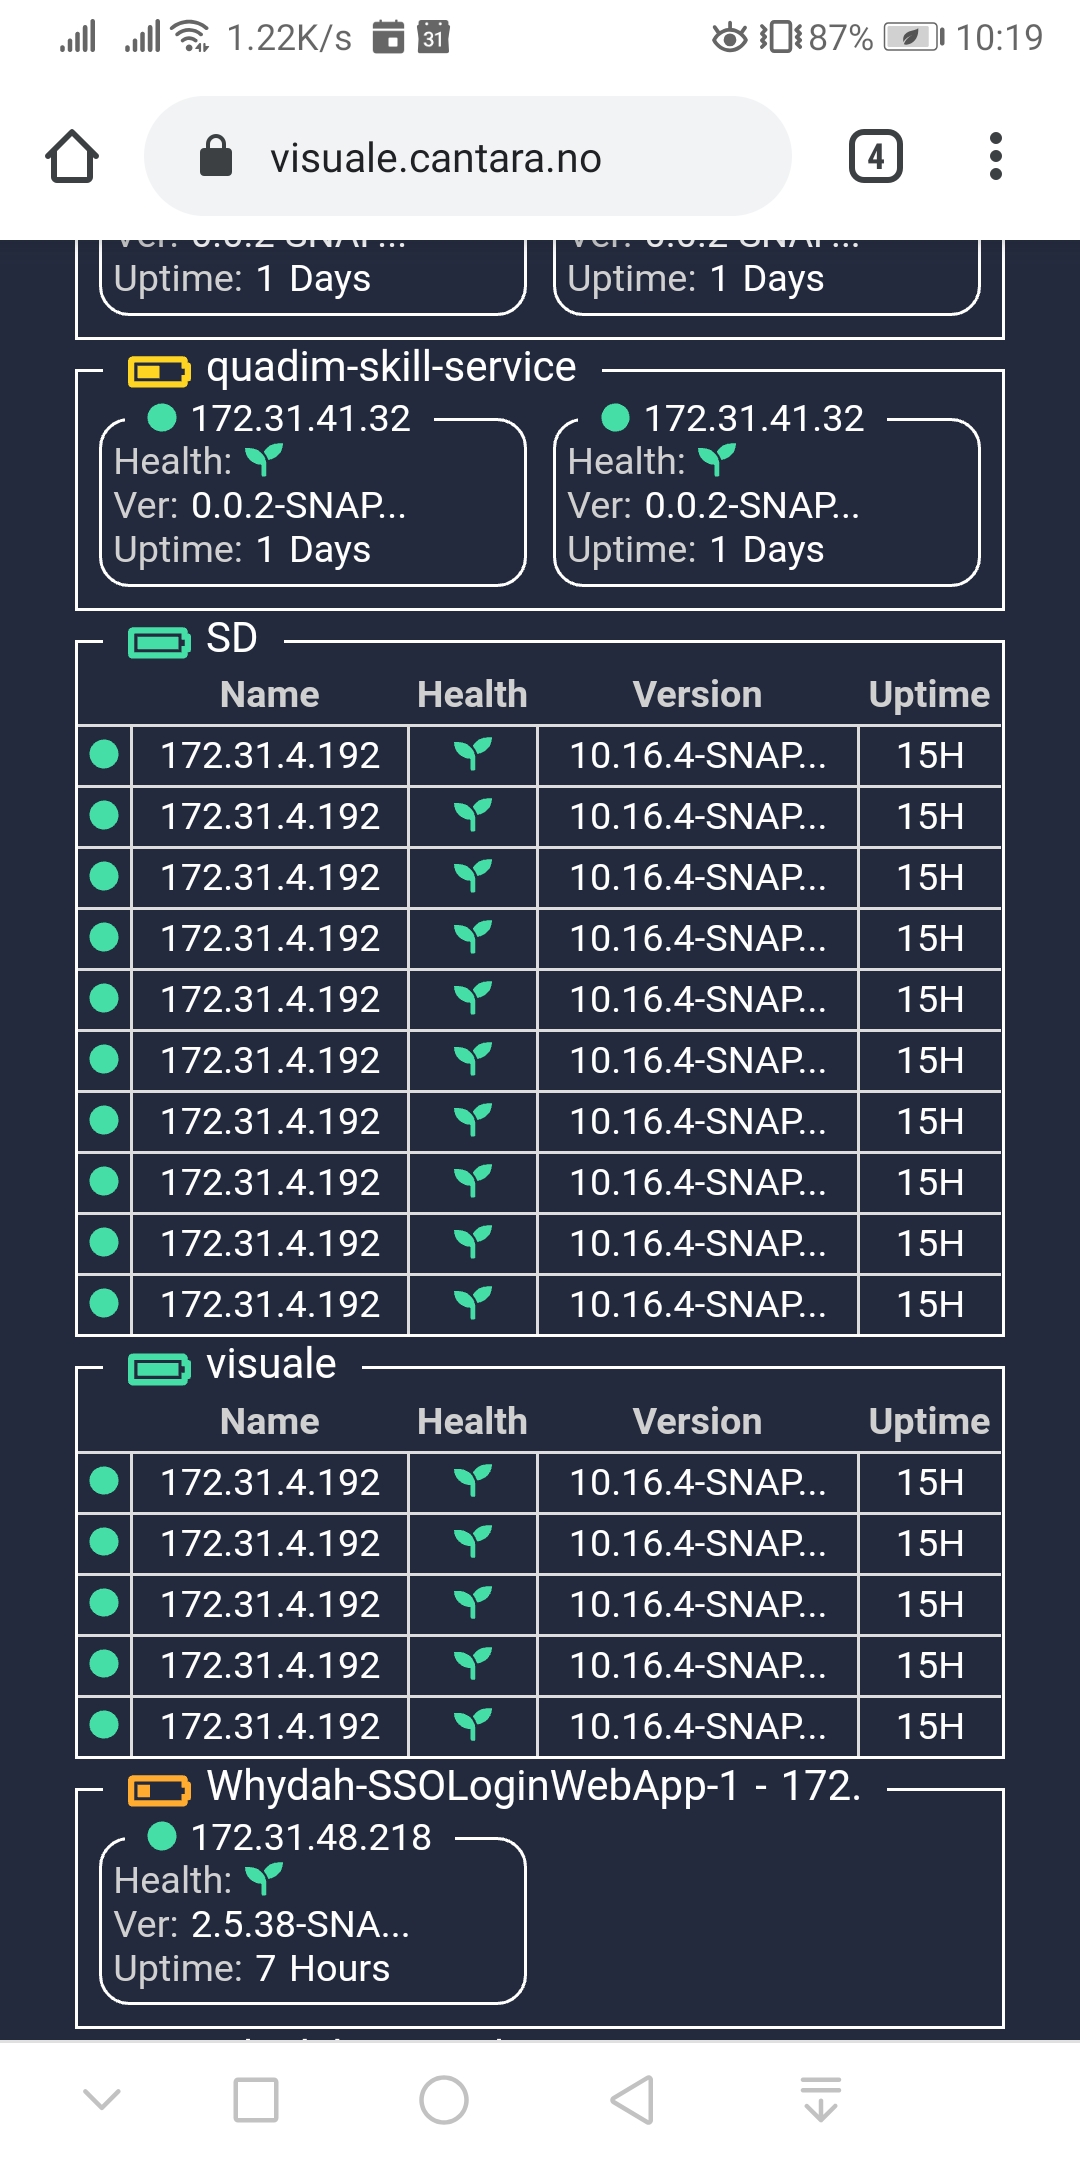 1.22K/s 31 87% 10:19
visuale.cantara.no 4
Ver: 0.0.2-SNAP... Ver: 0.0.2-SNAP...
Uptime: 1 Days Uptime: 1 Days
quadim-skill-service
172.31.41.32 172.31.41.32
Health: Health:
Ver: 0.0.2-SNAP... Ver: 0.0.2-SNAP...
Uptime: 1 Days Uptime: 1 Days
SD
Name Health Version Uptime
172.31.4.192 10.16.4-SNAP... 15H
172.31.4.192 10.16.4-SNAP... 15H
172.31.4.192 10.16.4-SNAP... 15H
172.31.4.192 10.16.4-SNAP... 15H
172.31.4.192 10.16.4-SNAP... 15H
172.31.4.192 10.16.4-SNAP... 15H
172.31.4.192 10.16.4-SNAP... 15H
172.31.4.192 10.16.4-SNAP... 15H
172.31.4.192 10.16.4-SNAP... 15H
172.31.4.192 10.16.4-SNAP... 15H
visuale
Name Health Version Uptime
172.31.4.192 10.16.4-SNAP... 15H
172.31.4.192 10.16.4-SNAP... 15H
172.31.4.192 10.16.4-SNAP... 15H
172.31.4.192 10.16.4-SNAP... 15H
172.31.4.192 10.16.4-SNAP... 15H
Whydah-SSOLoginWebApp-1 - 172.
172.31.48.218
Health:
Ver: 2.5.38-SNA...
Uptime: 7 Hours